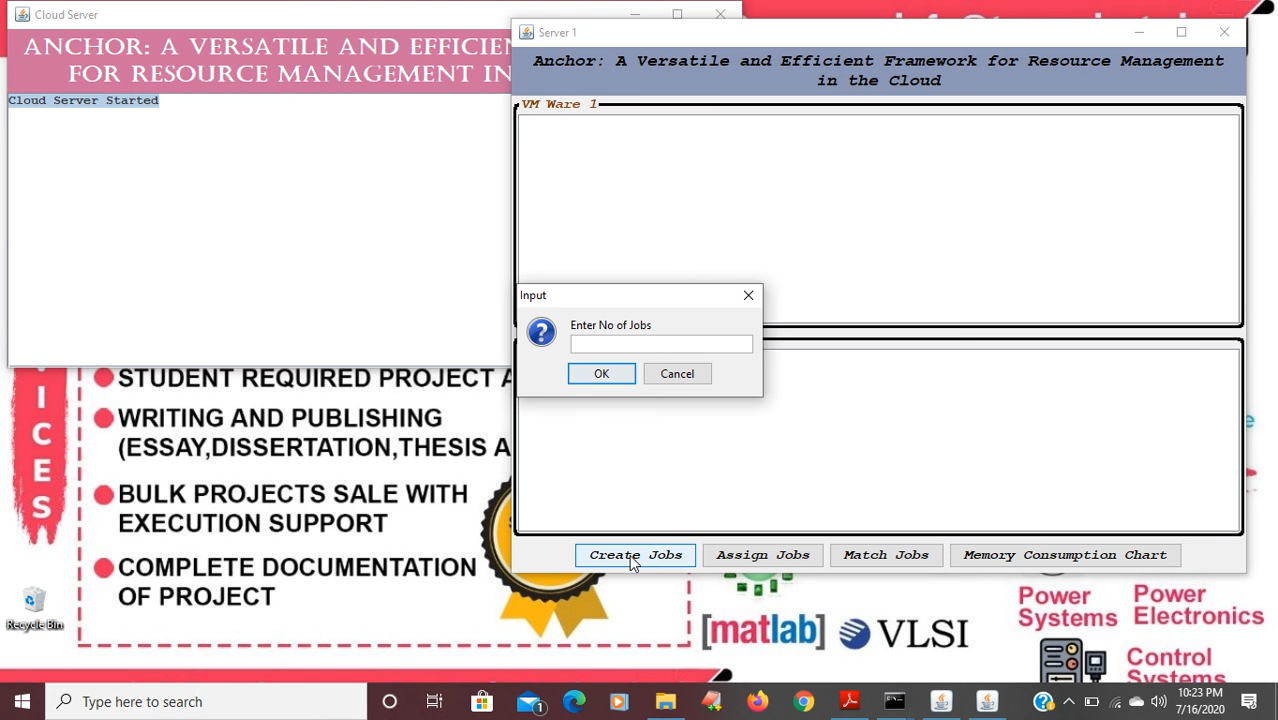 Cloud Server
ANCHOR: A VERSATILE AND EFFICIEN
FOR RESOURCE MANAGEMENT IN
Cloud Server Started
Server 1
Anchor: A Versatile and Efficient Framework for Resource Management
in the Cloud
VM Ware 1
Input
Enter No of Jobs
OK
Cancel
Create Jobs
Assign Jobs
Match Jobs
Memory Consumption Chart
ICES
STUDENT REQUIRED PROJECT A
WRITING AND PUBLISHING
(ESSAY,DISSERTATION,THESIS A
BULK PROJECTS SALE WITH
EXECUTION SUPPORT
COMPLETE DOCUMENTATION
OF PROJECT
Recycle Bin
[matlab]
VLSI
Power
Systems
Power
Electronics
Control
Systems
Type here to search
1
10:23 PM
7/16/2020